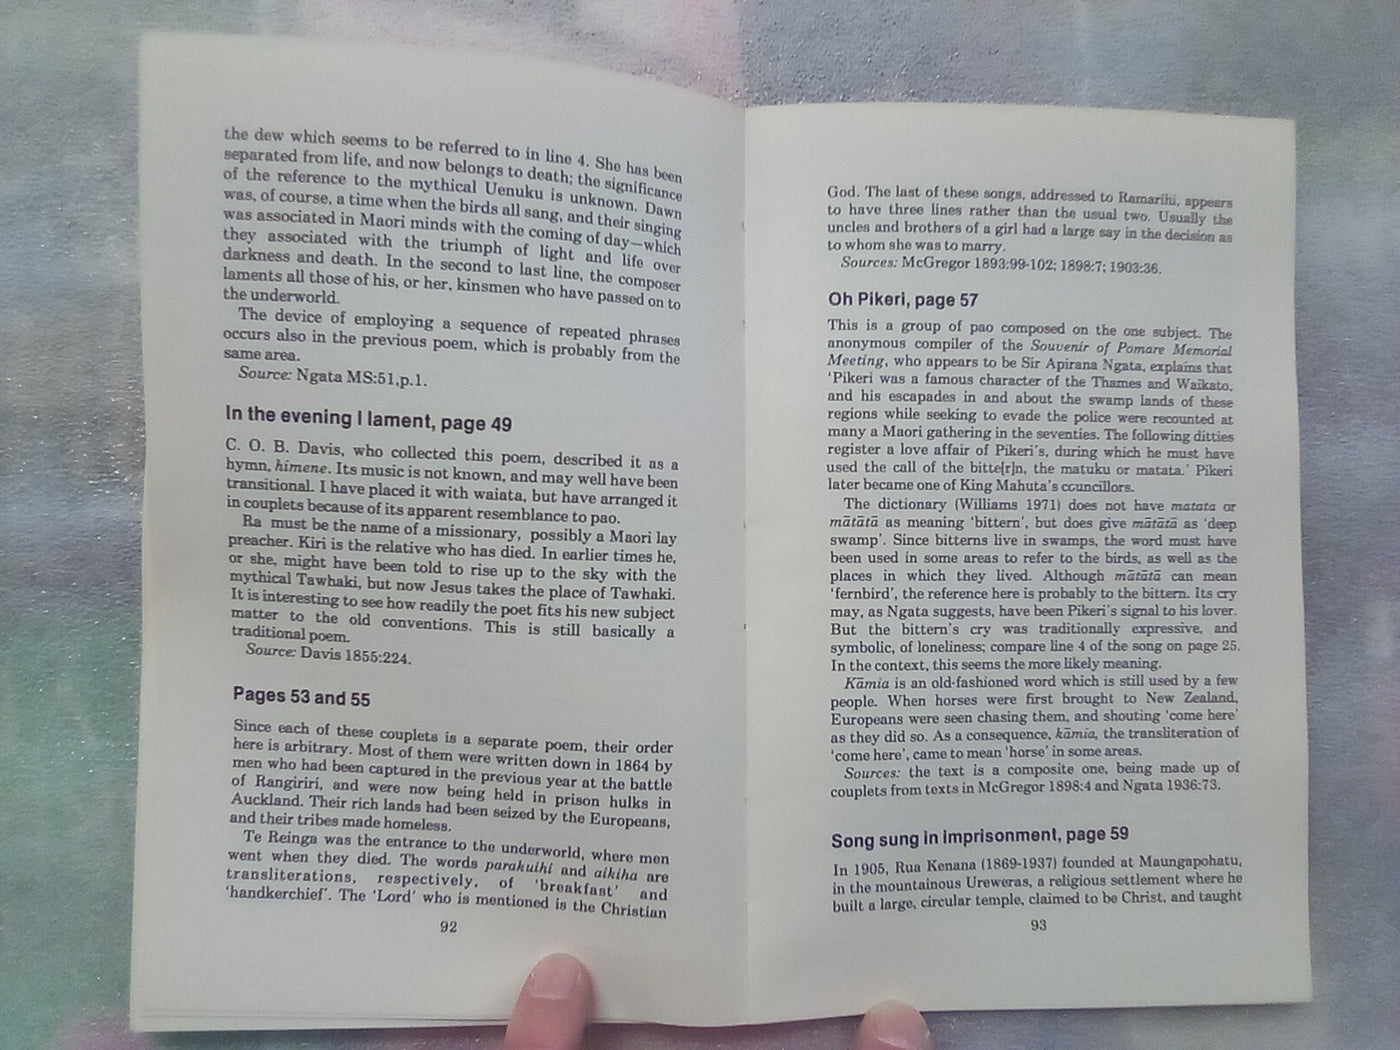 the dew which seems to be referred to in line 4. She has been
separated from life, and now belongs to death; the significance
of the reference to the mythical Uenuku is unknown. Dawn
was, of course, a time when the birds all sang, and their singing
was associated in Maori minds with the coming of day—which
they associated with the triumph of light and life over
darkness and death. In the second to last line, the composer
laments all those of his, or her, kinsmen who have passed on to
the underworld.
The device of employing a sequence of repeated phrases
occurs also in the previous poem, which is probably from the
same area.
Source: Ngata MS:51,p.1.
In the evening I lament, page 49
C. O. B. Davis, who collected this poem, described it as a
hymn, himene. Its music is not known, and may well have been
transitional. I have placed it with waiata, but have arranged it
in couplets because of its apparent resemblance to pao.
Ra must be the name of a missionary, possibly a Maori lay
preacher. Kiri is the relative who has died. In earlier times he,
or she, might have been told to rise up to the sky with the
mythical Tawhaki, but now Jesus takes the place of Tawhaki.
It is interesting to see how readily the poet fits his new subject
matter to the old conventions. This is still basically a
traditional poem.
Source: Davis 1855:224.
Pages 53 and 55
Since each of these couplets is a separate poem, their order
here is arbitrary. Most of them were written down in 1864 by
men who had been captured in the previous year at the battle
of Rangiriri, and were now being held in prison hulks in
Auckland. Their rich lands had been seized by the Europeans,
and their tribes made homeless.
Te Reinga was the entrance to the underworld, where men
went when they died. The words parakuihi and aikiha are
transliterations, respectively, of 'breakfast' and
'handkerchief'. The 'Lord' who is mentioned is the Christian
92
God. The last of these songs, addressed to Ramarihi, appears
to have three lines rather than the usual two. Usually the
uncles and brothers of a girl had a large say in the decision as
to whom she was to marry.
Sources: McGregor 1893:99-102; 1898:7; 1903:36.
Oh Pikeri, page 57
This is a group of pao composed on the one subject. The
anonymous compiler of the Souvenir of Pomare Memorial
Meeting, who appears to be Sir Apirana Ngata, explains that
'Pikeri was a famous character of the Thames and Waikato,
and his escapades in and about the swamp lands of these
regions while seeking to evade the police were recounted at
many a Maori gathering in the seventies. The following ditties
register a love affair of Pikeri's, during which he must have
used the call of the bitte[r]n, the matuku or matata.' Pikeri
later became one of King Mahuta's councillors.
The dictionary (Williams 1971) does not have matata or
mātātā as meaning 'bittern', but does give mātātā as 'deep
swamp'. Since bitterns live in swamps, the word must have
been used in some areas to refer to the birds, as well as the
places in which they lived. Although mātātā can mean
'fernbird', the reference here is probably to the bittern. Its cry
may, as Ngata suggests, have been Pikeri's signal to his lover.
But the bittern's cry was traditionally expressive, and
symbolic, of loneliness; compare line 4 of the song on page 25.
In the context, this seems the more likely meaning.
Kāmia is an old-fashioned word which is still used by a few
people. When horses were first brought to New Zealand,
Europeans were seen chasing them, and shouting 'come here'
as they did so. As a consequence, kāmia, the transliteration of
'come here', came to mean 'horse' in some areas.
Sources: the text is a composite one, being made up of
couplets from texts in McGregor 1898:4 and Ngata 1936:73.
Song sung in imprisonment, page 59
In 1905, Rua Kenana (1869-1937) founded at Maungapohatu,
in the mountainous Ureweras, a religious settlement where he
built a large, circular temple, claimed to be Christ, and taught
93